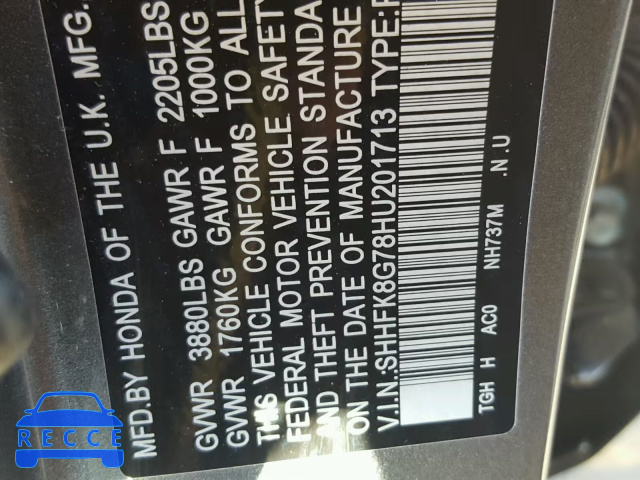 MFD.BY HONDA OF THE U.K. MFG.
GVWR 3880LBS GAWR F 2205LBS
GVWR 1760KG GAWR F 1000KG
THIS VEHICLE CONFORMS TO ALL
FEDERAL MOTOR VEHICLE SAFETY
AND THEFT PREVENTION STANDA
ON THE DATE OF MANUFACTURE
V.I.N.:SHHFK8G78HU201713 TYPE:P
TGH H AC0 NH737M .N .U
RECCE